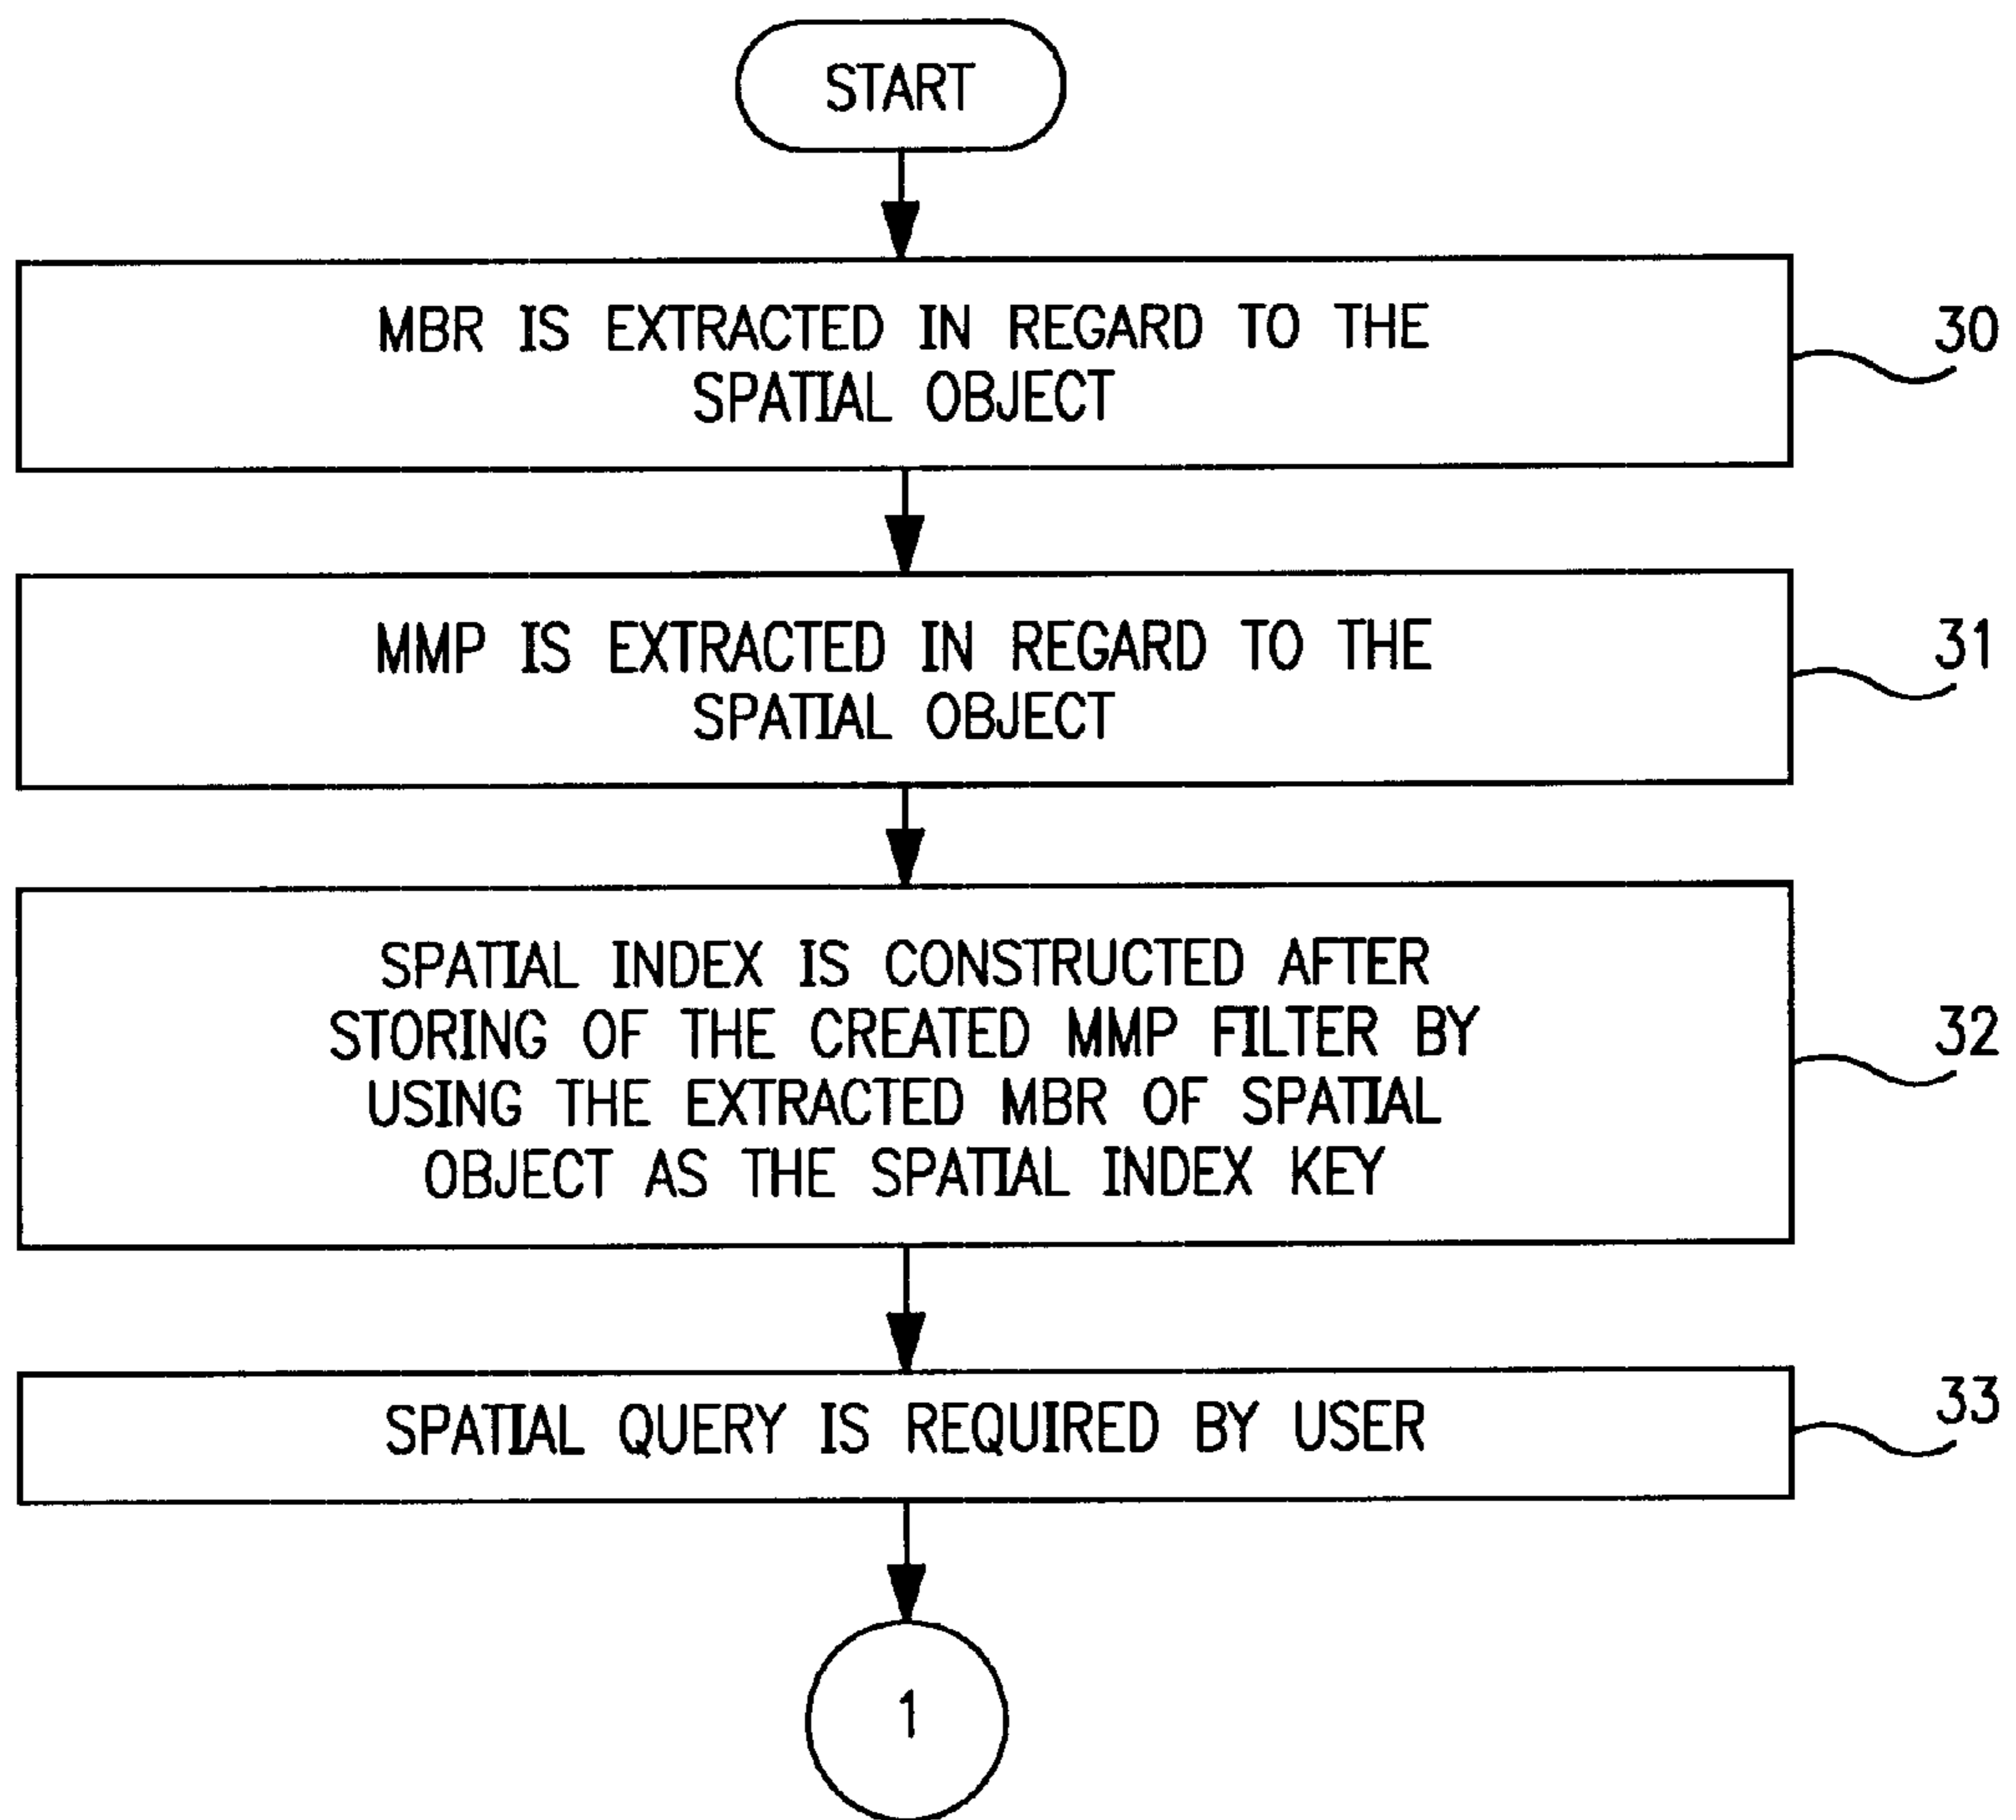 START
MBR IS EXTRACTED IN REGARD TO THE
SPATIAL OBJECT
30
MMP IS EXTRACTED IN REGARD TO THE
SPATIAL OBJECT
31
SPATIAL INDEX IS CONSTRUCTED AFTER
STORING OF THE CREATED MMP FILTER BY
USING THE EXTRACTED MBR OF SPATIAL
OBJECT AS THE SPATIAL INDEX KEY
32
SPATIAL QUERY IS REQUIRED BY USER
33
1